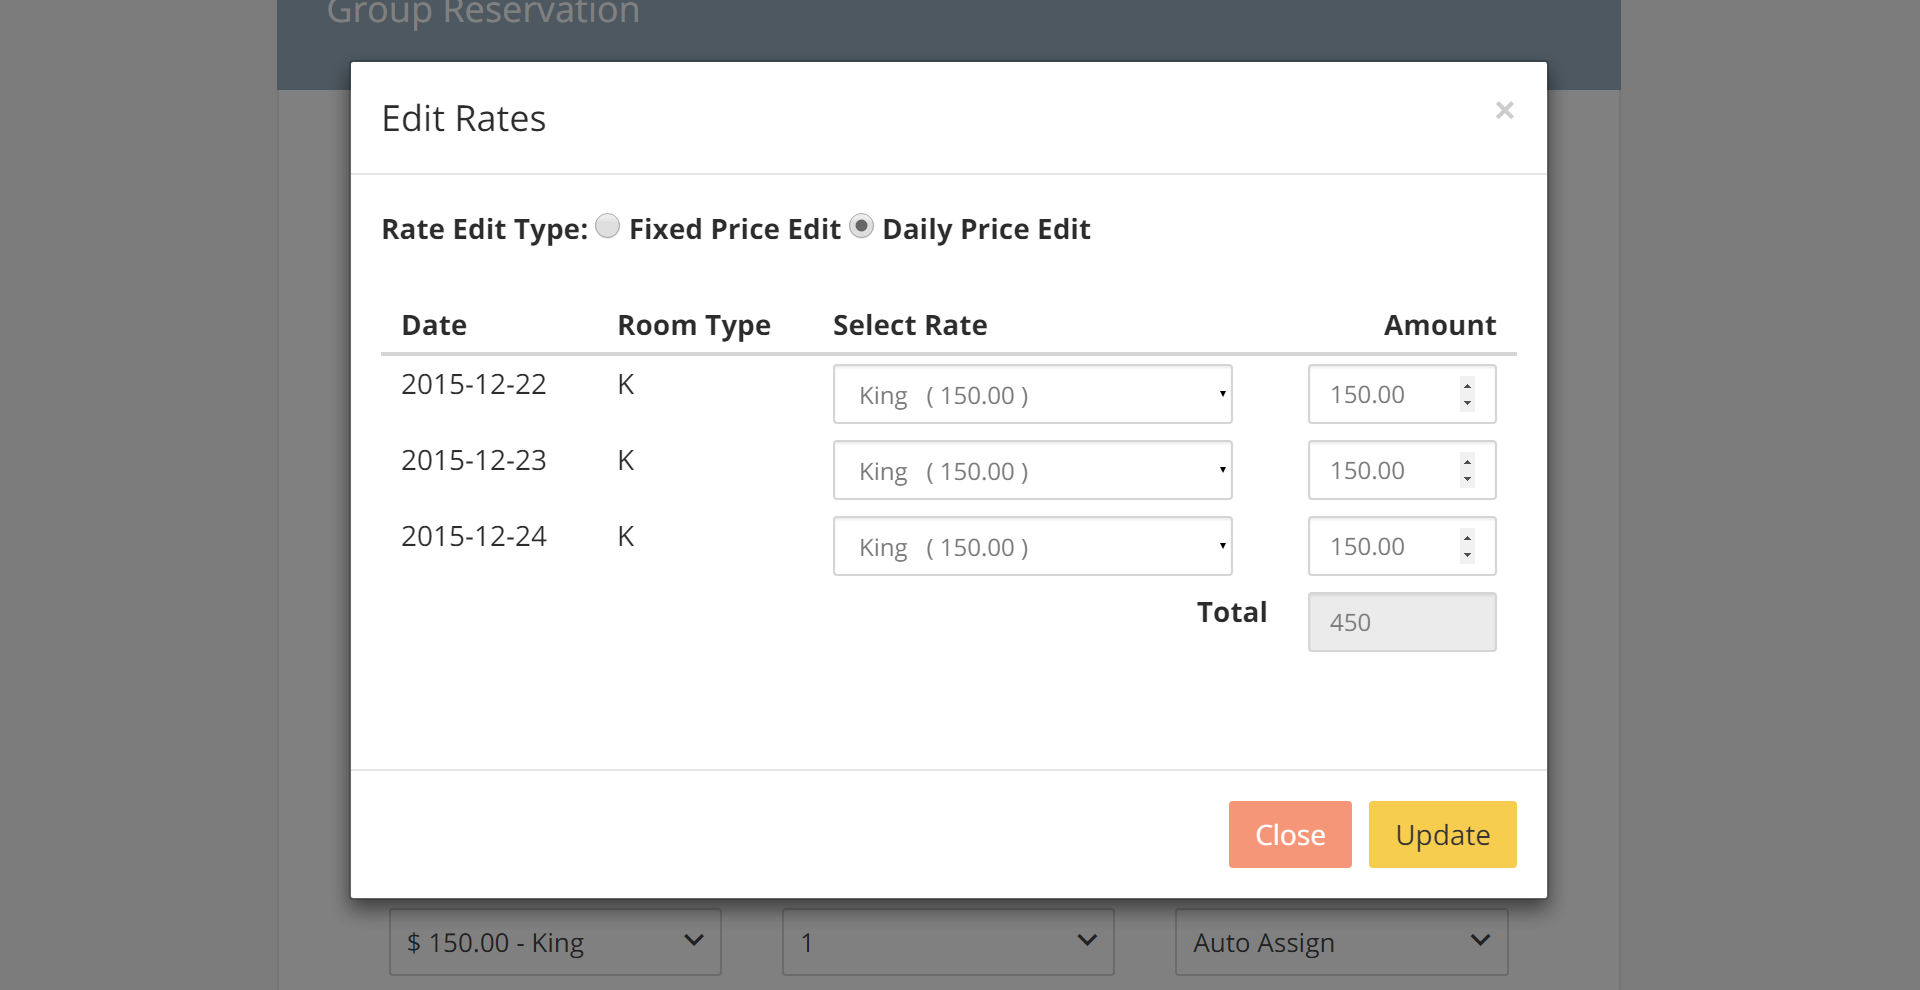 Group Reservation
Edit Rates ×
Rate Edit Type: Fixed Price Edit Daily Price Edit
Date Room Type Select Rate Amount
2015-12-22 K King ( 150.00 ) 150.00
2015-12-23 K King ( 150.00 ) 150.00
2015-12-24 K King ( 150.00 ) 150.00
Total 450
Close Update
$ 150.00 - King 1 Auto Assign